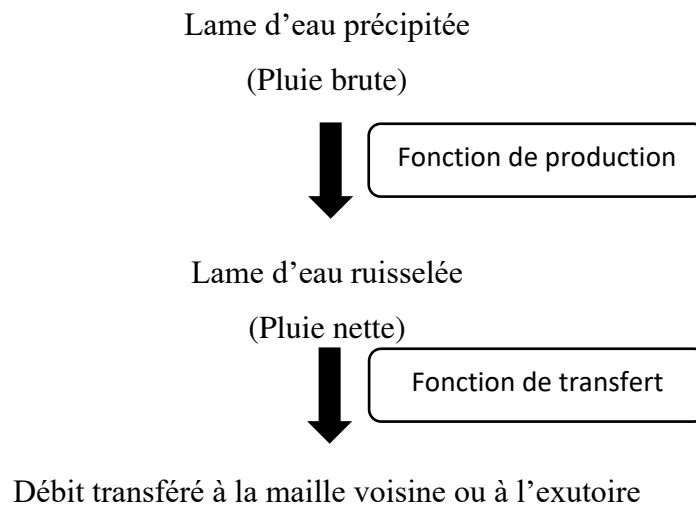 Lame d’eau précipitée
(Pluie brute)
Fonction de production
Lame d’eau ruisselée
(Pluie nette)
Fonction de transfert
Débit transféré à la maille voisine ou à l’exutoire